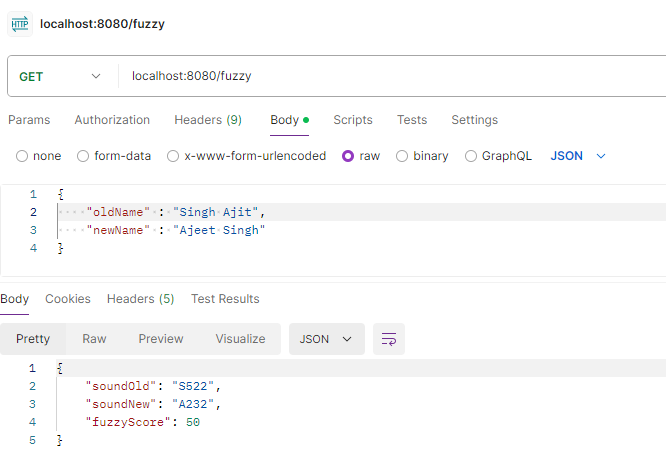 HTTP localhost:8080/fuzzy
GET localhost:8080/fuzzy
Params Authorization Headers (9) Body Scripts Tests Settings
none form-data x-www-form-urlencoded raw binary GraphQL JSON
1 {
2 "oldName" : "Singh Ajit",
3 "newName" : "Ajeet Singh"
4 }
Body Cookies Headers (5) Test Results
Pretty Raw Preview Visualize JSON
1 {
2 "soundOld": "S522",
3 "soundNew": "A232",
4 "fuzzyScore": 50
5 }